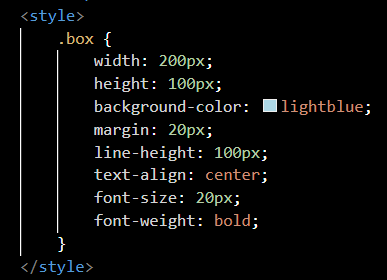 <style>
.box {
width: 200px;
height: 100px;
background-color: lightblue;
margin: 20px;
line-height: 100px;
text-align: center;
font-size: 20px;
font-weight: bold;
}
</style>